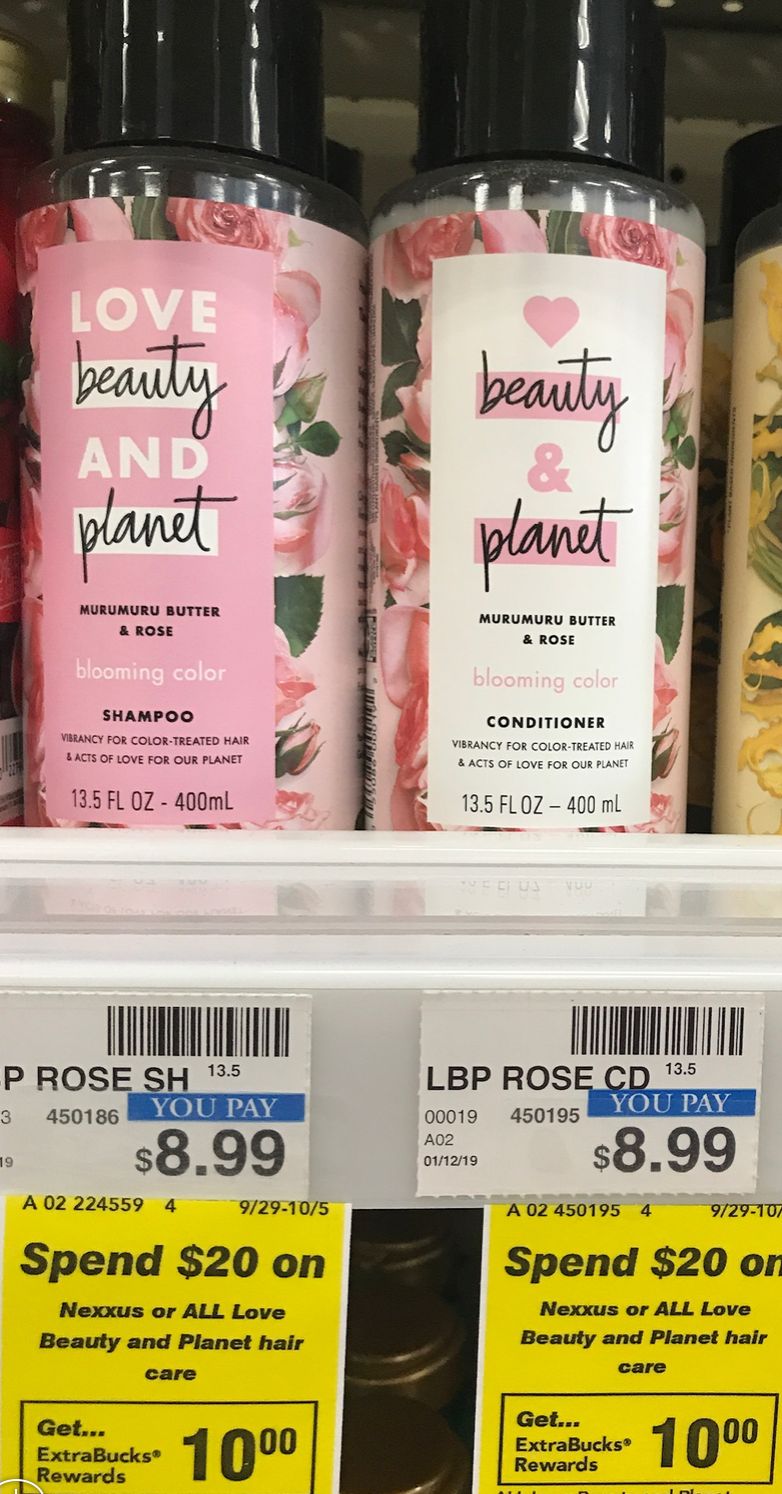 LOVE
beauty
AND
planet
MURUMURU BUTTER
& ROSE
blooming color
SHAMPOO
VIBRANCY FOR COLOR-TREATED HAIR
& ACTS OF LOVE FOR OUR PLANET
13.5 FL OZ - 400mL
beauty
&
planet
MURUMURU BUTTER
& ROSE
blooming color
CONDITIONER
VIBRANCY FOR COLOR-TREATED HAIR
& ACTS OF LOVE FOR OUR PLANET
13.5 FL OZ – 400 mL
P ROSE SH 13.5
3 450186 YOU PAY
19 $8.99
LBP ROSE CD 13.5
00019 450195 YOU PAY
A02 $8.99
01/12/19
A 02 224559 4 9/29-10/5
Spend $20 on
Nexxus or ALL Love
Beauty and Planet hair
care
Get...
ExtraBucks®
Rewards
10⁰⁰
A 02 450195 4 9/29-10/
Spend $20 on
Nexxus or ALL Love
Beauty and Planet hair
care
Get...
ExtraBucks®
Rewards
10⁰⁰